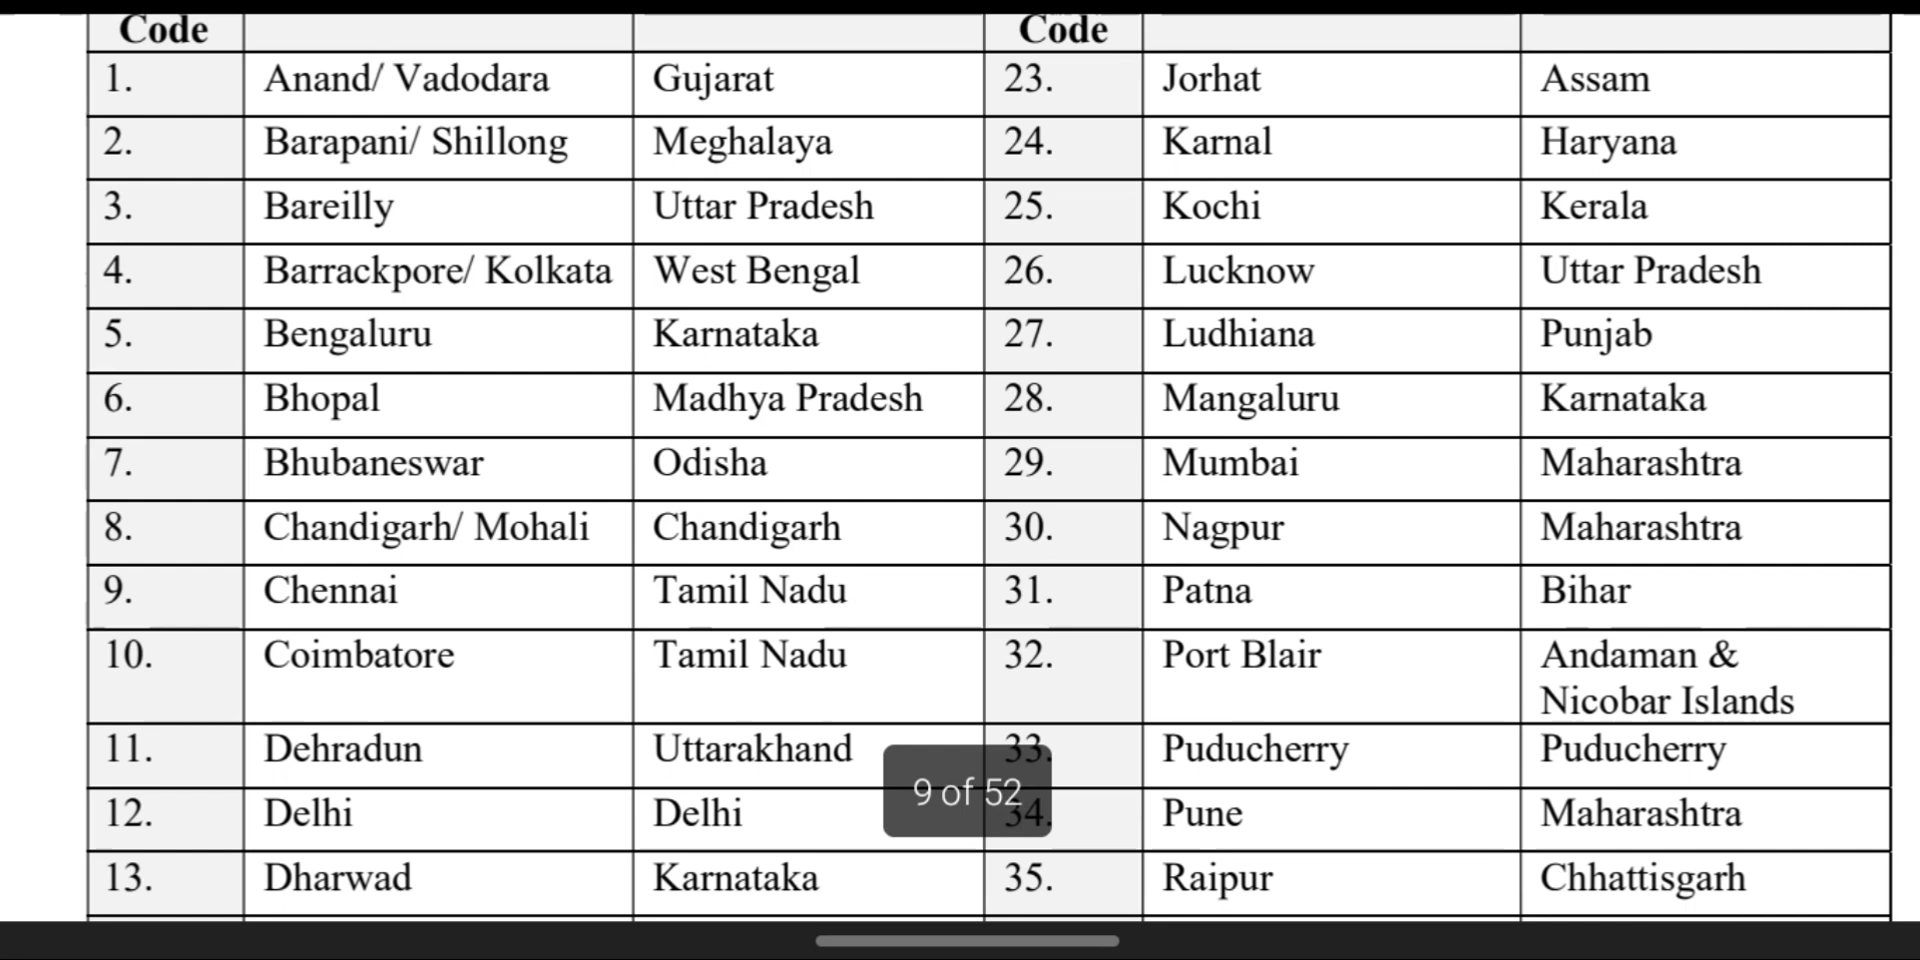 Code Code
1. Anand/ Vadodara Gujarat 23. Jorhat Assam
2. Barapani/ Shillong Meghalaya 24. Karnal Haryana
3. Bareilly Uttar Pradesh 25. Kochi Kerala
4. Barrackpore/ Kolkata West Bengal 26. Lucknow Uttar Pradesh
5. Bengaluru Karnataka 27. Ludhiana Punjab
6. Bhopal Madhya Pradesh 28. Mangaluru Karnataka
7. Bhubaneswar Odisha 29. Mumbai Maharashtra
8. Chandigarh/ Mohali Chandigarh 30. Nagpur Maharashtra
9. Chennai Tamil Nadu 31. Patna Bihar
10. Coimbatore Tamil Nadu 32. Port Blair Andaman &
Nicobar Islands
11. Dehradun Uttarakhand 33. Puducherry Puducherry
9 of 52
12. Delhi Delhi 34. Pune Maharashtra
13. Dharwad Karnataka 35. Raipur Chhattisgarh